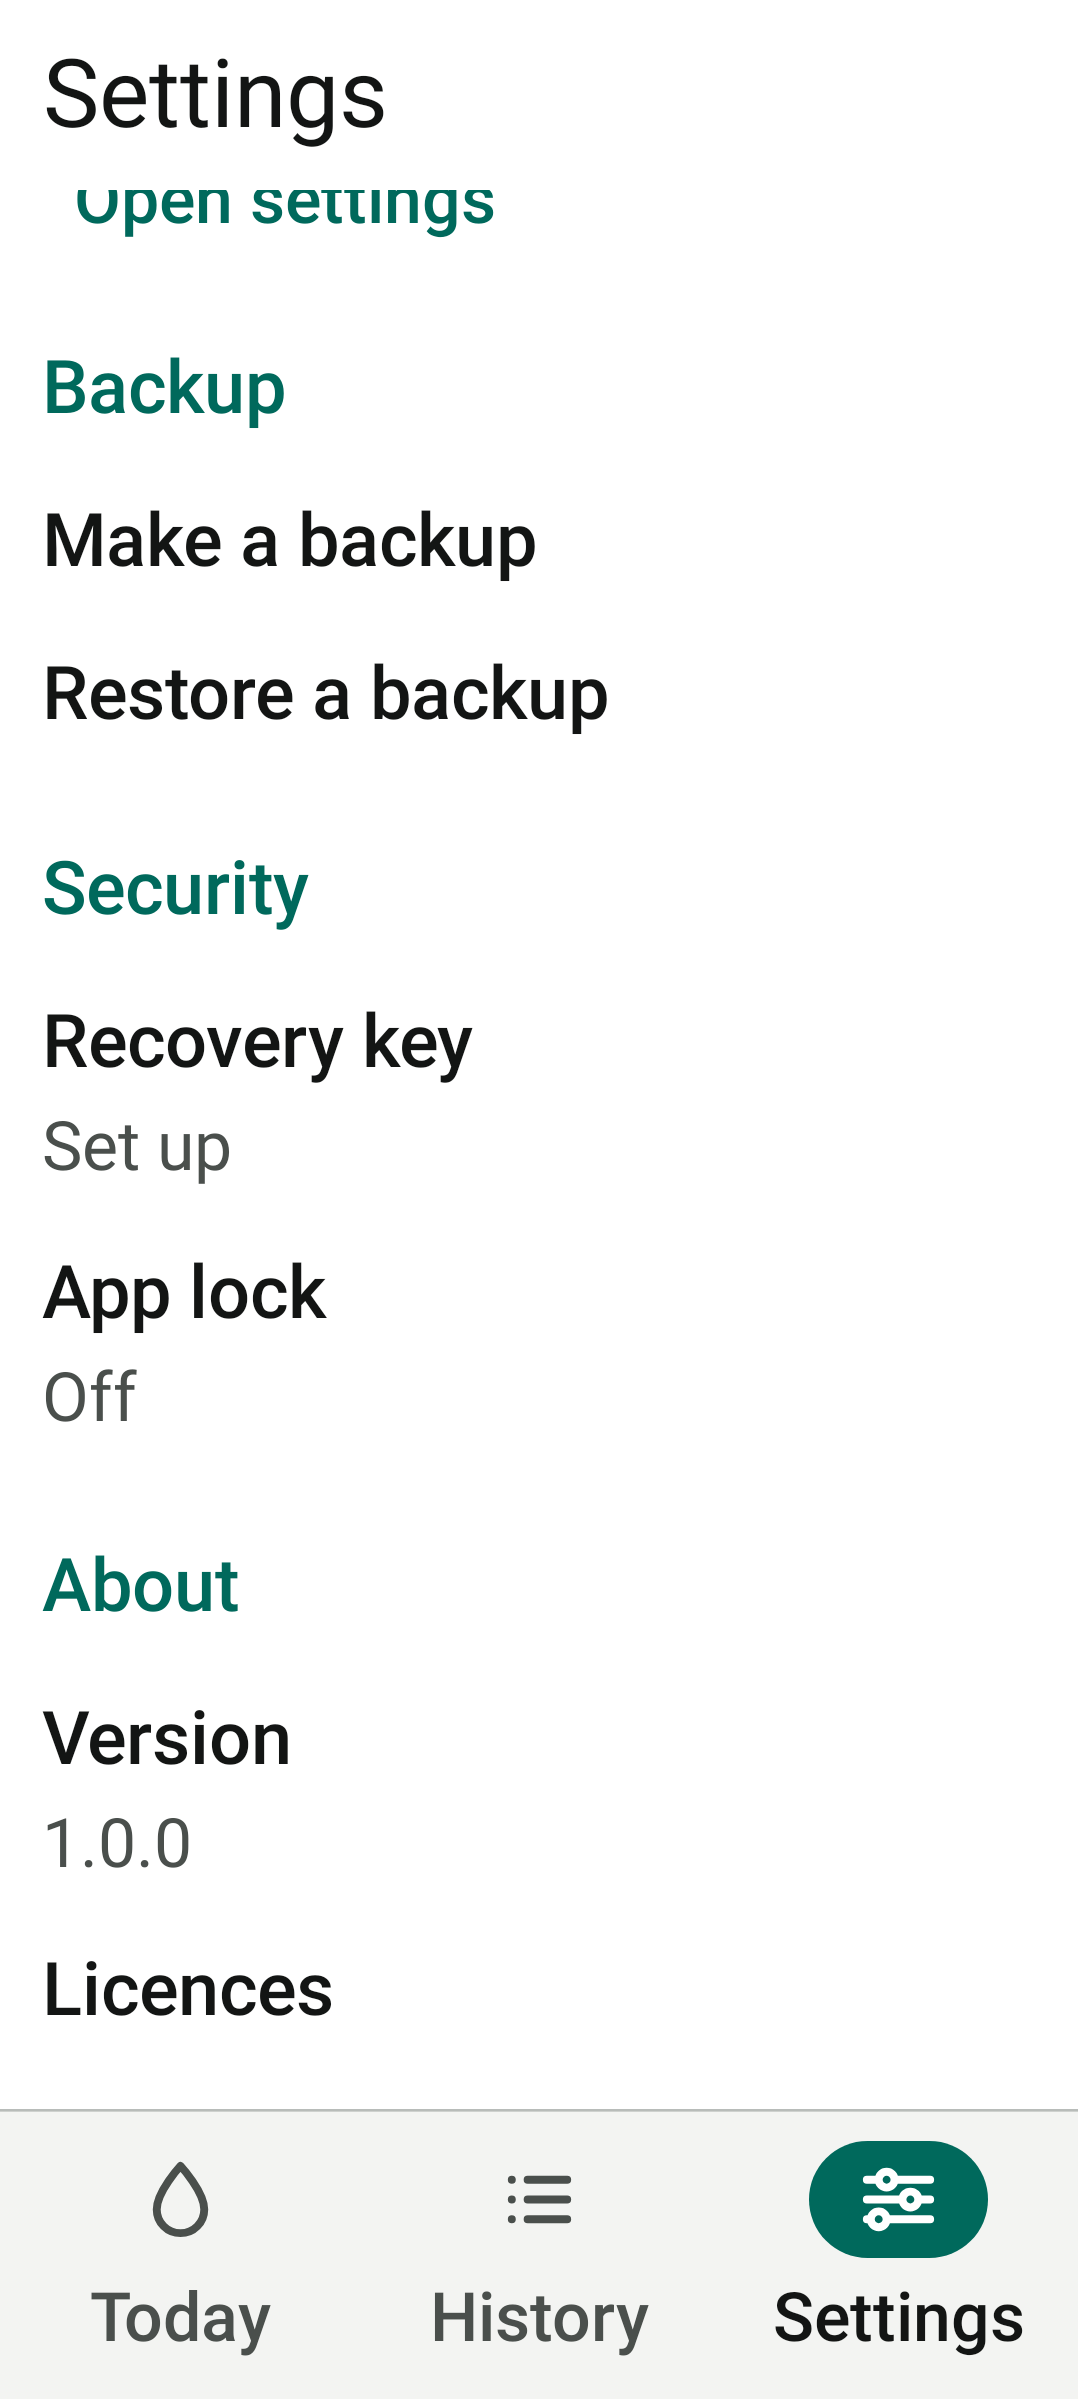 Settings
Open settings
Backup
Make a backup
Restore a backup
Security
Recovery key
Set up
App lock
Off
About
Version
1.0.0
Licences
Today
History
Settings